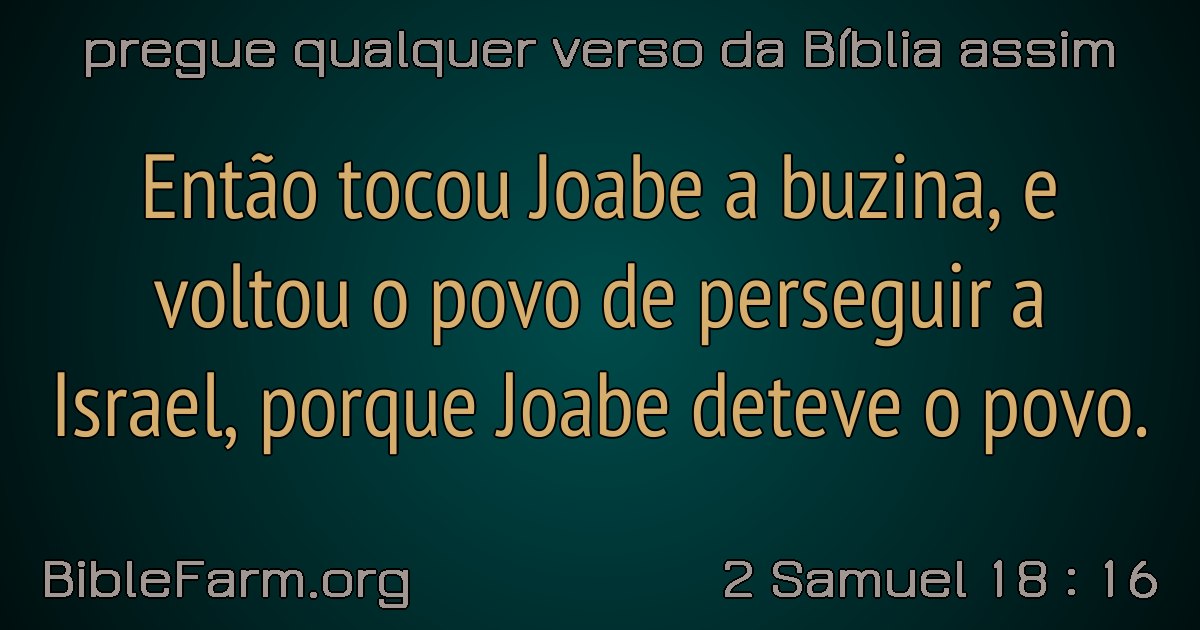 pregue qualquer verso da Bíblia assim
Então tocou Joabe a buzina, e
voltou o povo de perseguir a
Israel, porque Joabe deteve o povo.
BibleFarm.org
2 Samuel 18 : 16